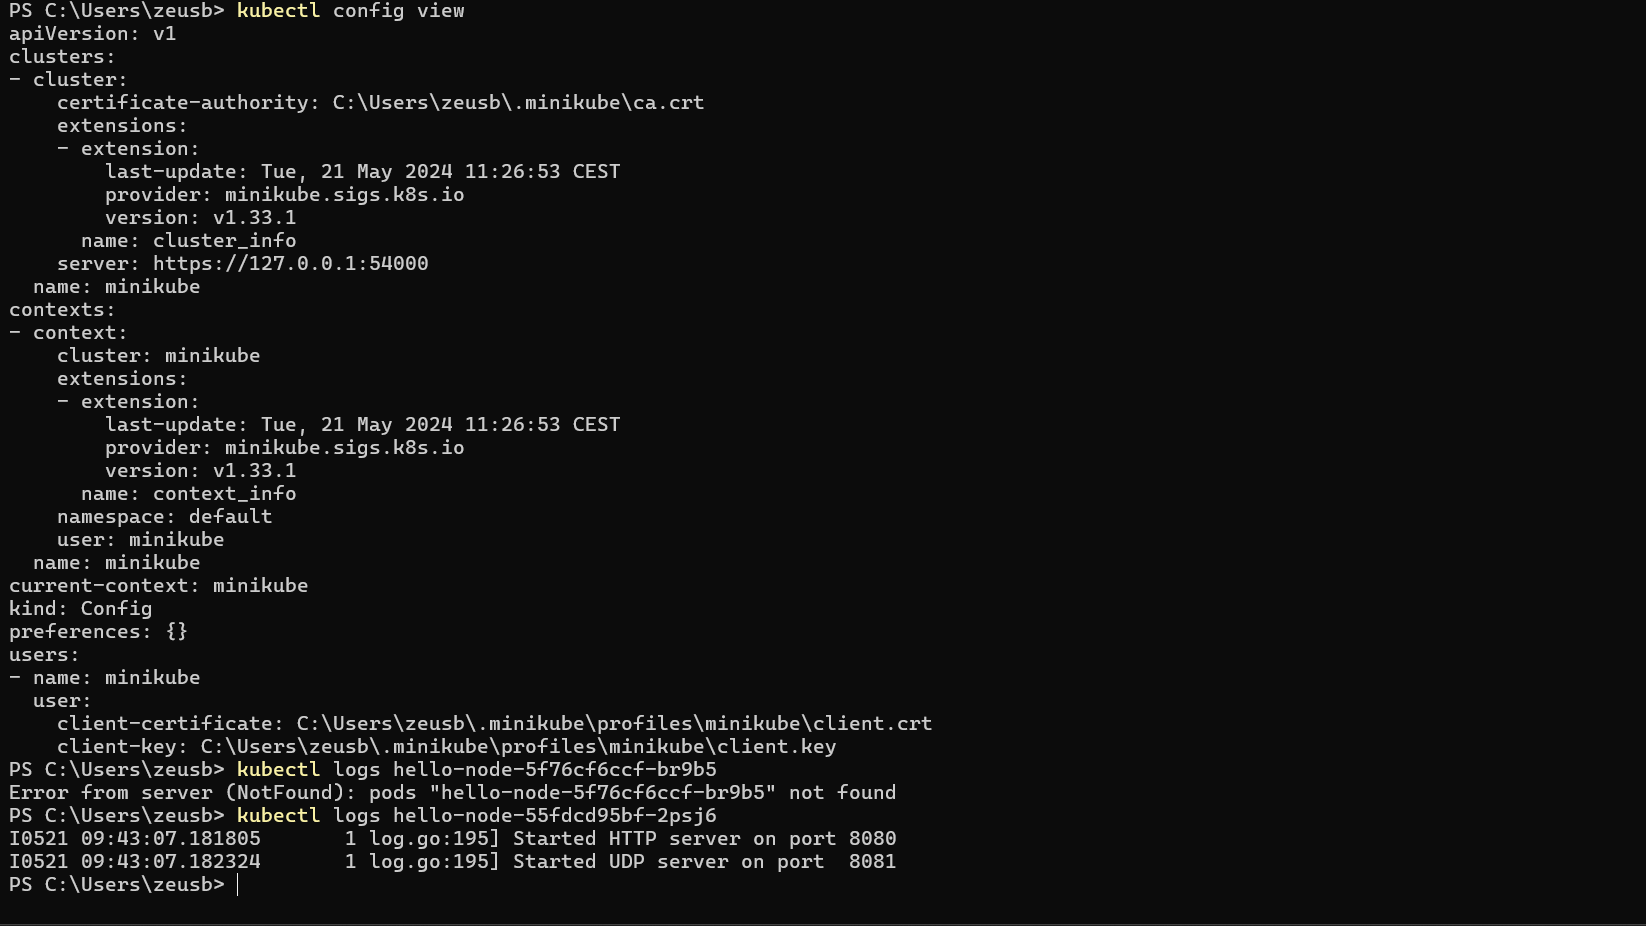 PS C:\Users\zeusb> kubectl config view
apiVersion: v1
clusters:
- cluster:
    certificate-authority: C:\Users\zeusb\.minikube\ca.crt
    extensions:
    - extension:
        last-update: Tue, 21 May 2024 11:26:53 CEST
        provider: minikube.sigs.k8s.io
        version: v1.33.1
      name: cluster_info
    server: https://127.0.0.1:54000
  name: minikube
contexts:
- context:
    cluster: minikube
    extensions:
    - extension:
        last-update: Tue, 21 May 2024 11:26:53 CEST
        provider: minikube.sigs.k8s.io
        version: v1.33.1
      name: context_info
    namespace: default
    user: minikube
  name: minikube
current-context: minikube
kind: Config
preferences: {}
users:
- name: minikube
  user:
    client-certificate: C:\Users\zeusb\.minikube\profiles\minikube\client.crt
    client-key: C:\Users\zeusb\.minikube\profiles\minikube\client.key
PS C:\Users\zeusb> kubectl logs hello-node-5f76cf6ccf-br9b5
Error from server (NotFound): pods "hello-node-5f76cf6ccf-br9b5" not found
PS C:\Users\zeusb> kubectl logs hello-node-55fdcd95bf-2psj6
I0521 09:43:07.181805       1 log.go:195] Started HTTP server on port 8080
I0521 09:43:07.182324       1 log.go:195] Started UDP server on port  8081
PS C:\Users\zeusb>